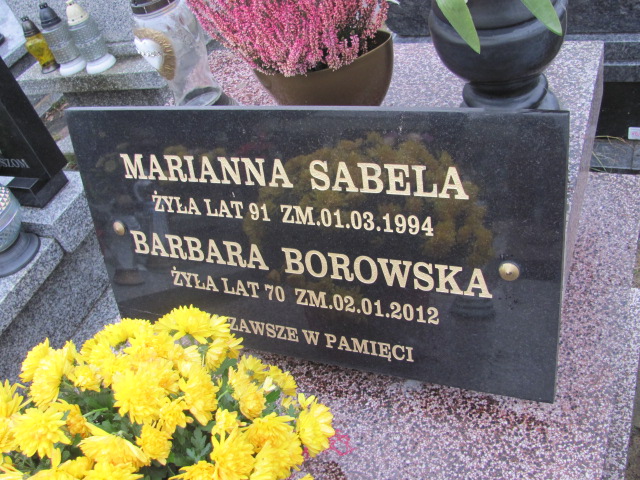 MARIANNA SABELA
ŻYŁA LAT 91 ZM.01.03.1994
BARBARA BOROWSKA
ŻYŁA LAT 70 ZM.02.01.2012
ZAWSZE W PAMIĘCI